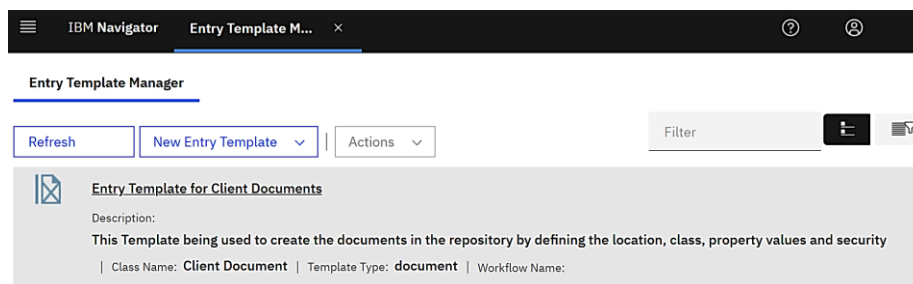 IBM Navigator Entry Template M... ×
Entry Template Manager
Refresh New Entry Template | Actions Filter
Entry Template for Client Documents
Description:
This Template being used to create the documents in the repository by defining the location, class, property values and security
| Class Name: Client Document | Template Type: document | Workflow Name: